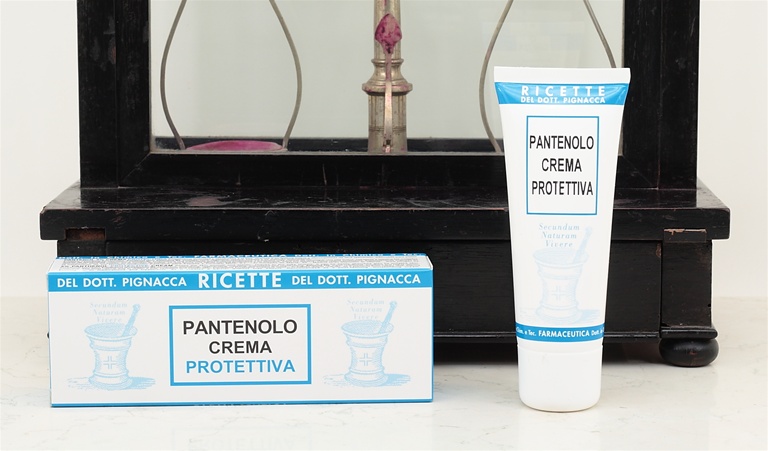 RICETTE
DEL DOTT. PIGNACCA
PANTENOLO
CREMA
PROTETTIVA
Secundum
Naturam
Vivere
FARMACEUTICA Dott.
DEL DOTT. PIGNACCA RICETTE DEL DOTT. PIGNACCA
Secundum
Naturam
Vivere
PANTENOLO
CREMA
PROTETTIVA
Secundum
Naturam
Vivere